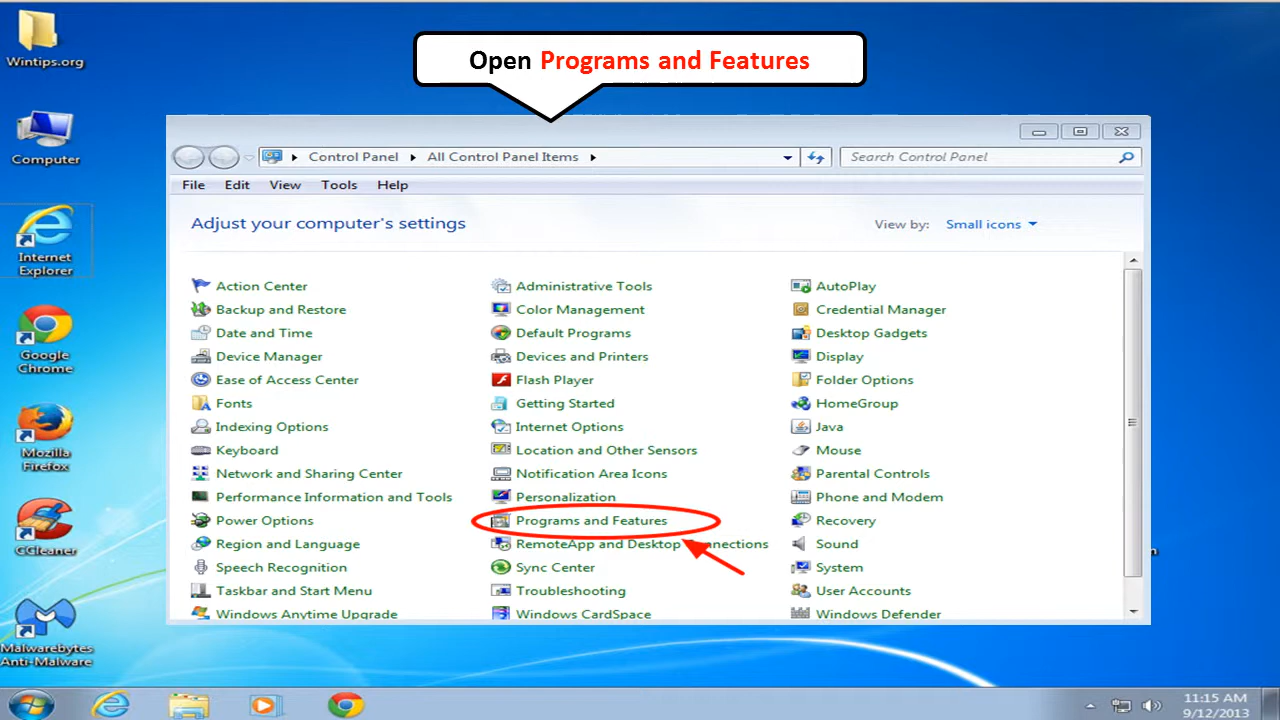 Open Programs and Features
Wintips.org
Computer
Internet
Explorer
Google
Chrome
Mozilla
Firefox
CCleaner
Malwarebytes
Anti-Malware
Control Panel
All Control Panel Items
Search Control Panel
File Edit View Tools Help
Adjust your computer's settings
View by: Small icons
Action Center
Administrative Tools
AutoPlay
Backup and Restore
Color Management
Credential Manager
Date and Time
Default Programs
Desktop Gadgets
Device Manager
Devices and Printers
Display
Ease of Access Center
Flash Player
Folder Options
Fonts
Getting Started
HomeGroup
Indexing Options
Internet Options
Java
Keyboard
Location and Other Sensors
Mouse
Network and Sharing Center
Notification Area Icons
Parental Controls
Performance Information and Tools
Personalization
Phone and Modem
Power Options
Programs and Features
Recovery
Region and Language
RemoteApp and Desktop Connections
Sound
Speech Recognition
Sync Center
System
Taskbar and Start Menu
Troubleshooting
User Accounts
Windows Anytime Upgrade
Windows CardSpace
Windows Defender
11:15 AM
9/12/2013